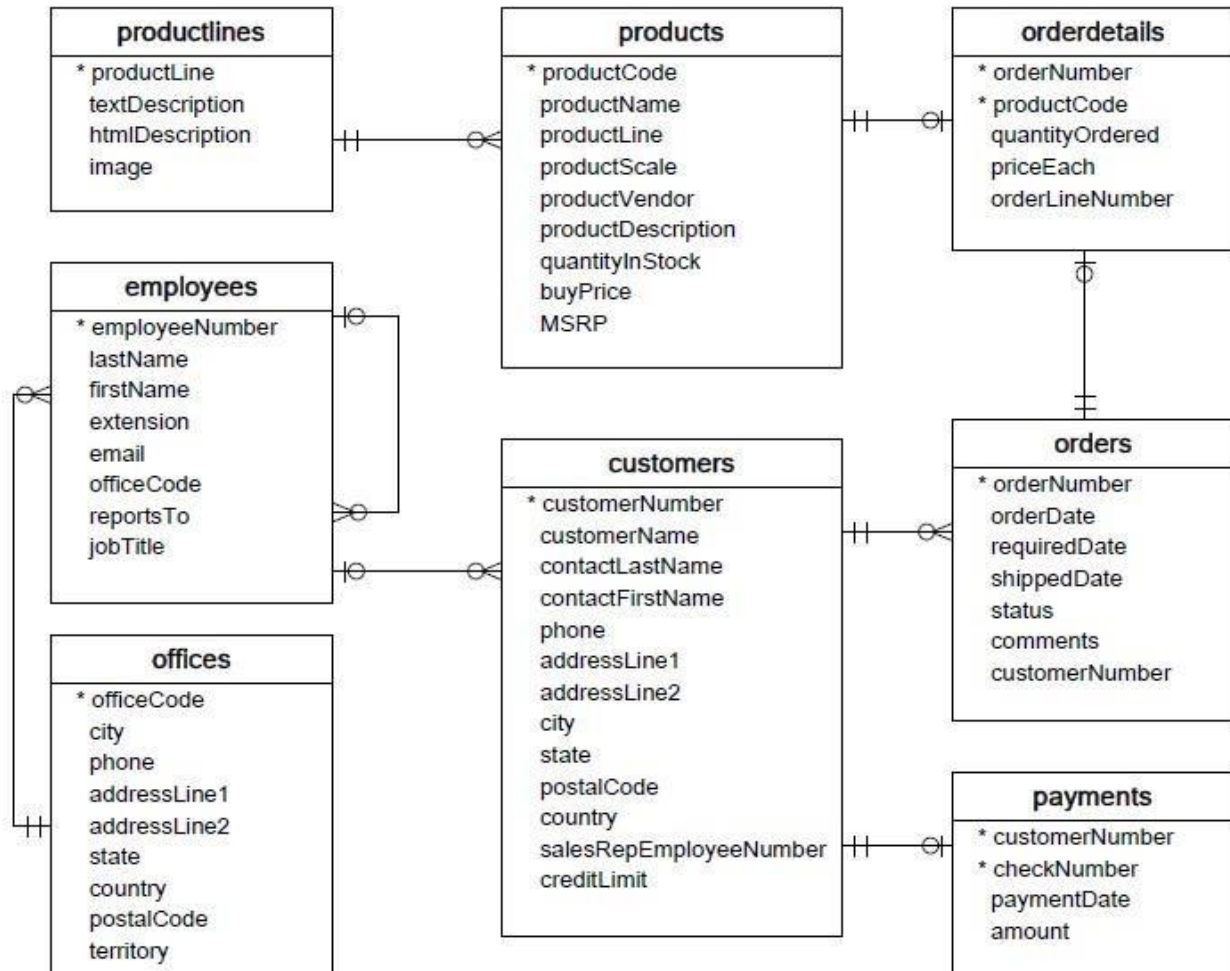 productlines
* productLine
textDescription
htmlDescription
image
products
* productCode
productName
productLine
productScale
productVendor
productDescription
quantityInStock
buyPrice
MSRP
orderdetails
* orderNumber
* productCode
quantityOrdered
priceEach
orderLineNumber
employees
* employeeNumber
lastName
firstName
extension
email
officeCode
reportsTo
jobTitle
customers
* customerNumber
customerName
contactLastName
contactFirstName
phone
addressLine1
addressLine2
city
state
postalCode
country
salesRepEmployeeNumber
creditLimit
orders
* orderNumber
orderDate
requiredDate
shippedDate
status
comments
customerNumber
offices
* officeCode
city
phone
addressLine1
addressLine2
state
country
postalCode
territory
payments
* customerNumber
* checkNumber
paymentDate
amount